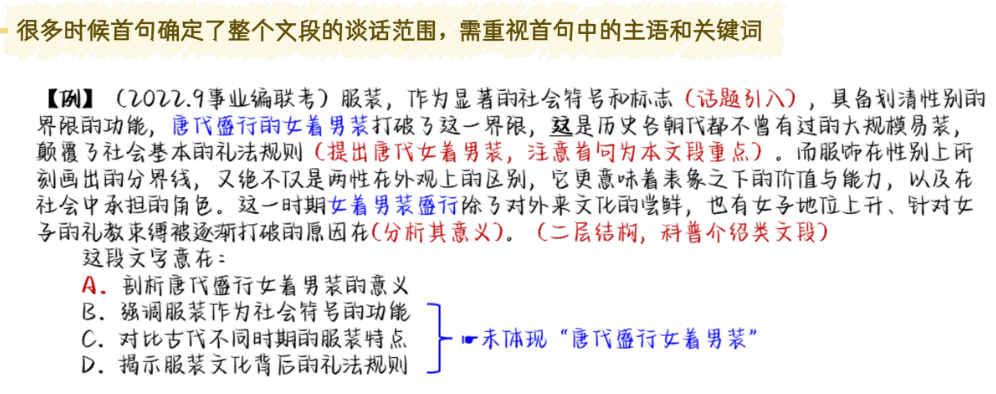 很多时候首句确定了整个文段的谈话范围，需重视首句中的主语和关键词
【例】（2022.9事业编联考）服装，作为显著的社会符号和标志（话题引入），具备划清性别的
界限的功能，唐代盛行的女着男装打破了这一界限，这是历史各朝代都不曾有过的大规模易装，
颠覆了社会基本的礼法规则（提出唐代女着男装，注意首句为本文段重点）。而服饰在性别上所
刻画出的分界线，又绝不仅是两性在外观上的区别，它更意味着表象之下的价值与能力，以及在
社会中承担的角色。这一时期女着男装盛行除了对外来文化的尝鲜，也有女子地位上升、针对女
子的礼教束缚被逐渐打破的原因在(分析其意义)。（二层结构，科普介绍类文段）
这段文字意在：
A. 剖析唐代盛行女着男装的意义
B. 强调服装作为社会符号的功能
C. 对比古代不同时期的服装特点
☛未体现“唐代盛行女着男装”
D. 揭示服装文化背后的礼法规则